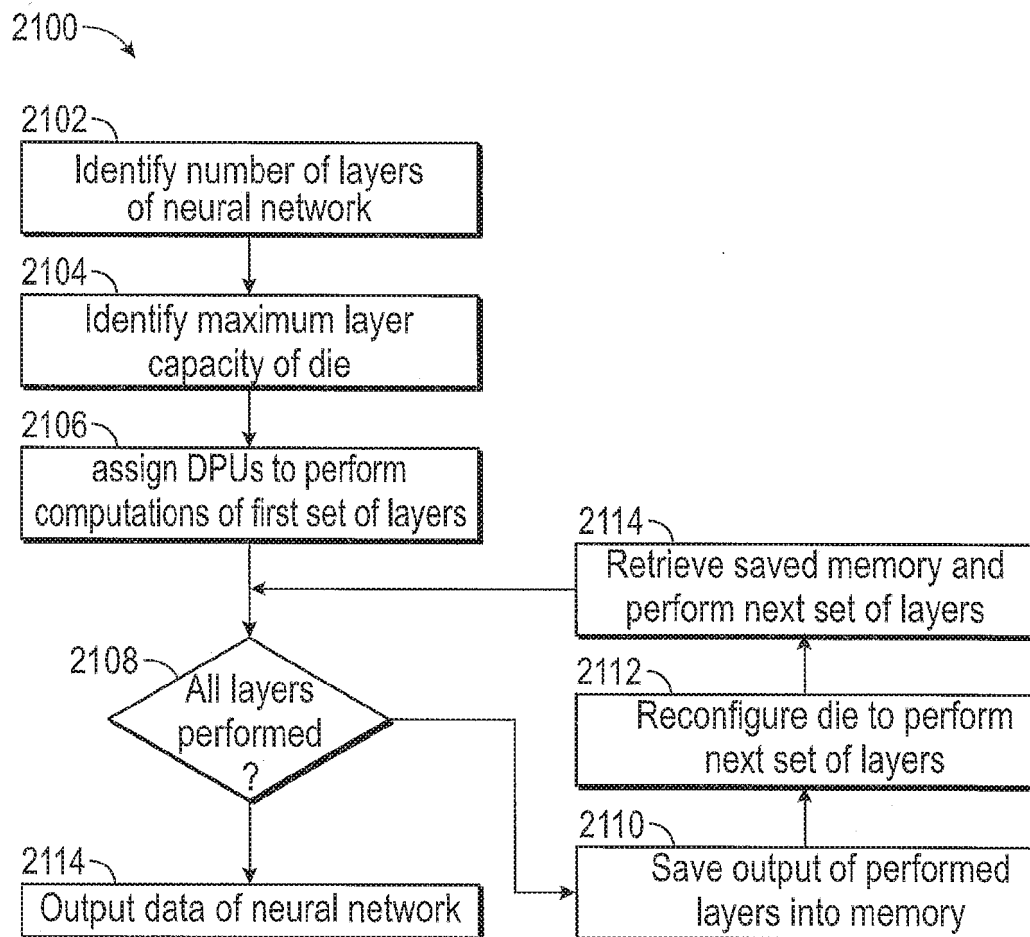 2100
2102
Identify number of layers
of neural network
2104
Identify maximum layer
capacity of die
2106
assign DPUs to perform
computations of first set of layers
2108
All layers
performed
?
2114
Output data of neural network
2110
Save output of performed
layers into memory
2112
Reconfigure die to perform
next set of layers
2114
Retrieve saved memory and
perform next set of layers